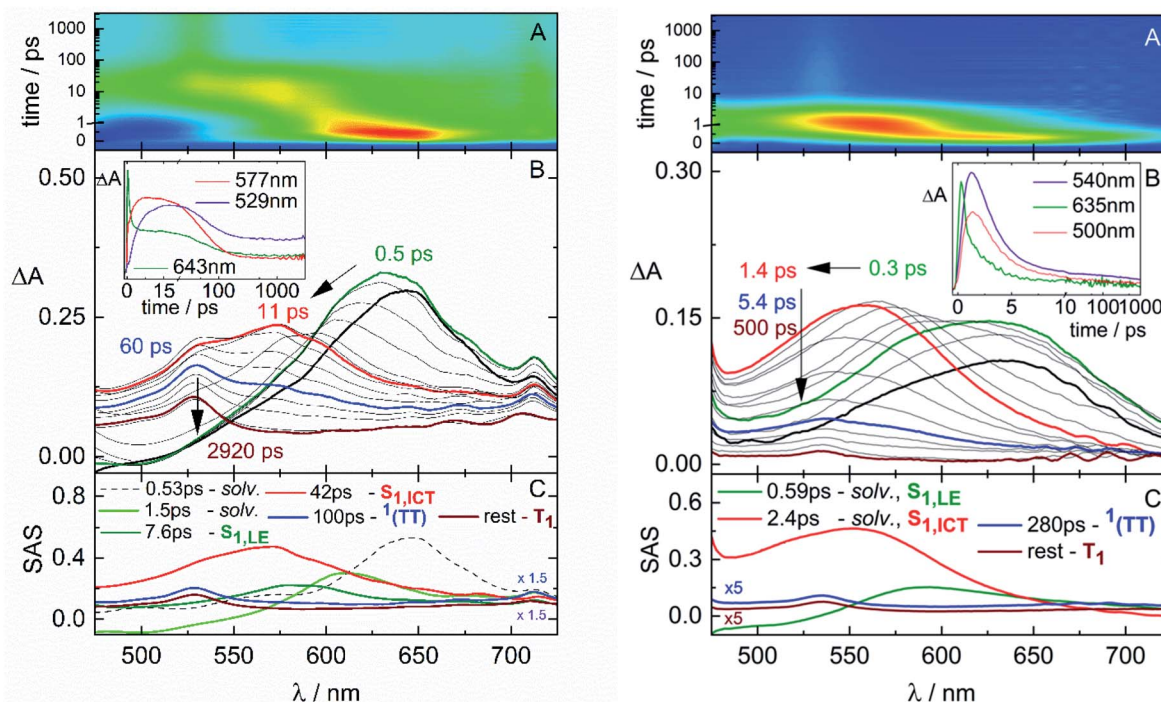 A
time / ps
1000
100
10
1
0
B
ΔA
0.50
0.25
0.00
ΔA
577nm
529nm
643nm
0 15 100 1000
time / ps
0.5 ps
11 ps
60 ps
2920 ps
C
SAS
0.8
0.4
0.0
0.53ps - solv.
1.5ps - solv.
7.6ps - S1,LE
42ps - S1,ICT
100ps - 1(TT)
rest - T1
x 1.5
x 1.5
500 550 600 650 700
λ / nm
A
time / ps
1000
100
10
1
0
B
ΔA
0.30
0.15
0.00
ΔA
540nm
635nm
500nm
0 5 10 1001000
time / ps
1.4 ps
0.3 ps
5.4 ps
500 ps
C
SAS
0.6
0.3
0.0
0.59ps - solv., S1,LE
2.4ps - solv., S1,ICT
280ps - 1(TT)
rest - T1
x5
x5
500 550 600 650 700
λ / nm